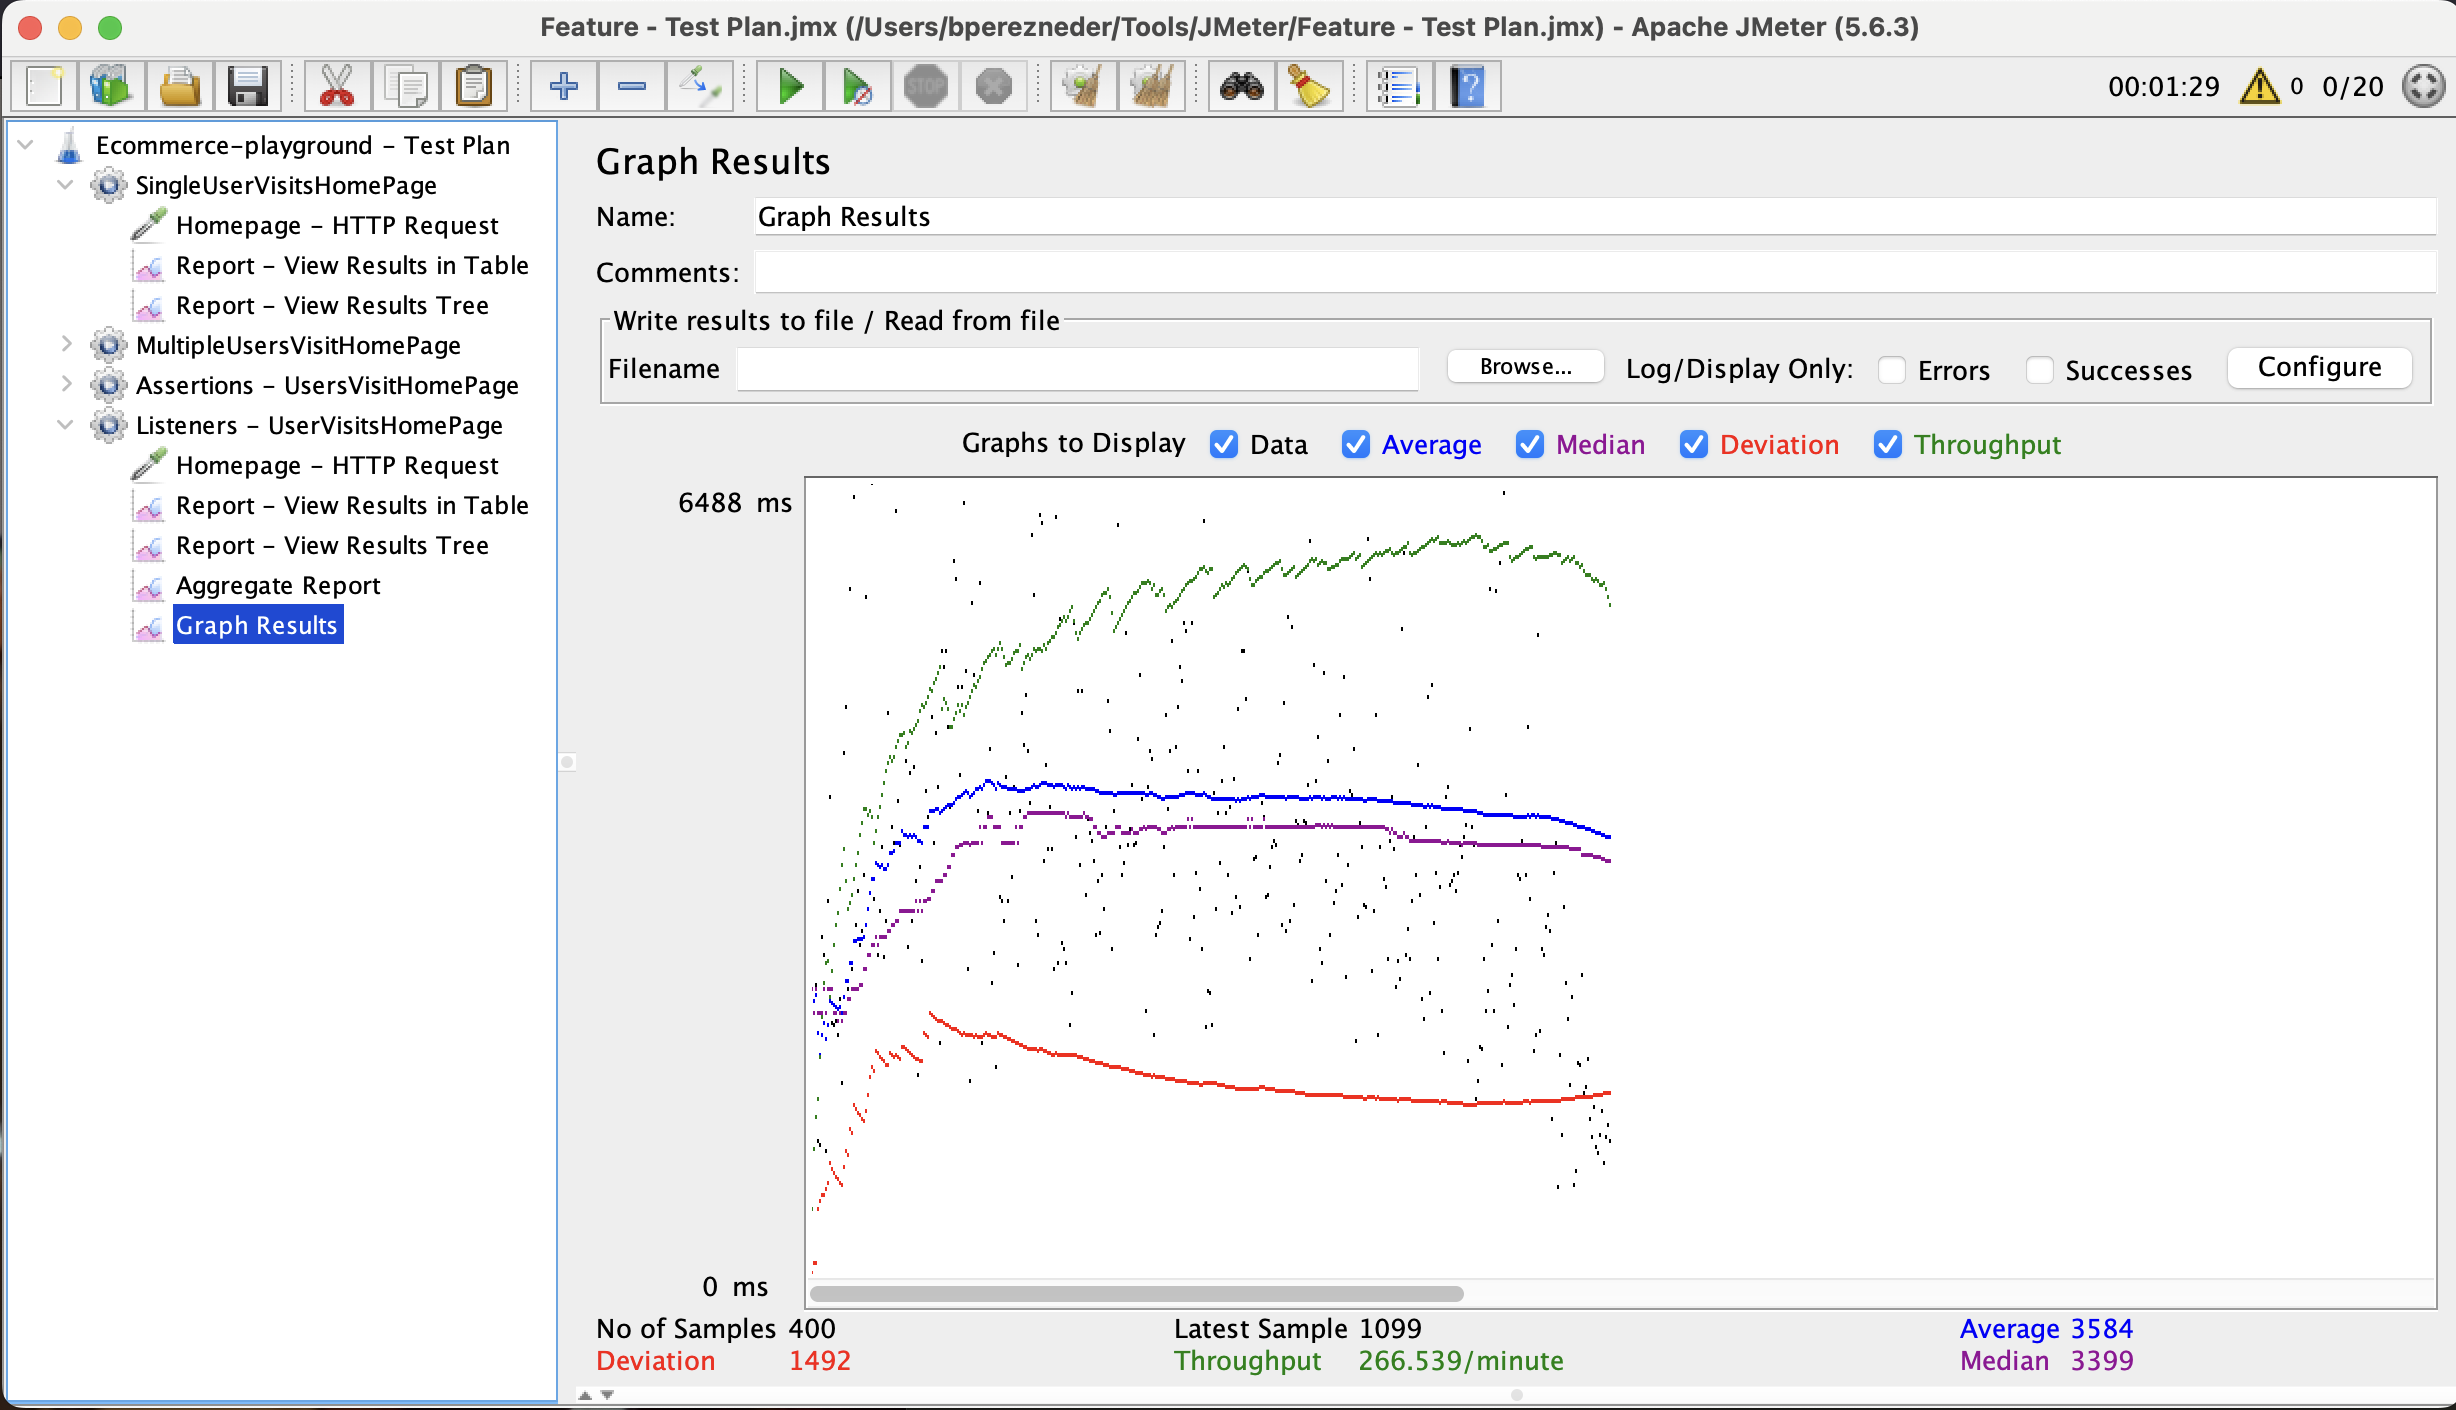 Feature - Test Plan.jmx (/Users/bperezneder/Tools/JMeter/Feature - Test Plan.jmx) - Apache JMeter (5.6.3)
STOP
?
00:01:29 0 0/20
Ecommerce-playground - Test Plan
SingleUserVisitsHomePage
Homepage - HTTP Request
Report - View Results in Table
Report - View Results Tree
MultipleUsersVisitHomePage
Assertions - UsersVisitHomePage
Listeners - UserVisitsHomePage
Homepage - HTTP Request
Report - View Results in Table
Report - View Results Tree
Aggregate Report
Graph Results
Graph Results
Name: Graph Results
Comments:
Write results to file / Read from file
Filename Browse... Log/Display Only: Errors Successes Configure
Graphs to Display Data Average Median Deviation Throughput
6488 ms
0 ms
No of Samples 400 Latest Sample 1099 Average 3584
Deviation 1492 Throughput 266.539/minute Median 3399